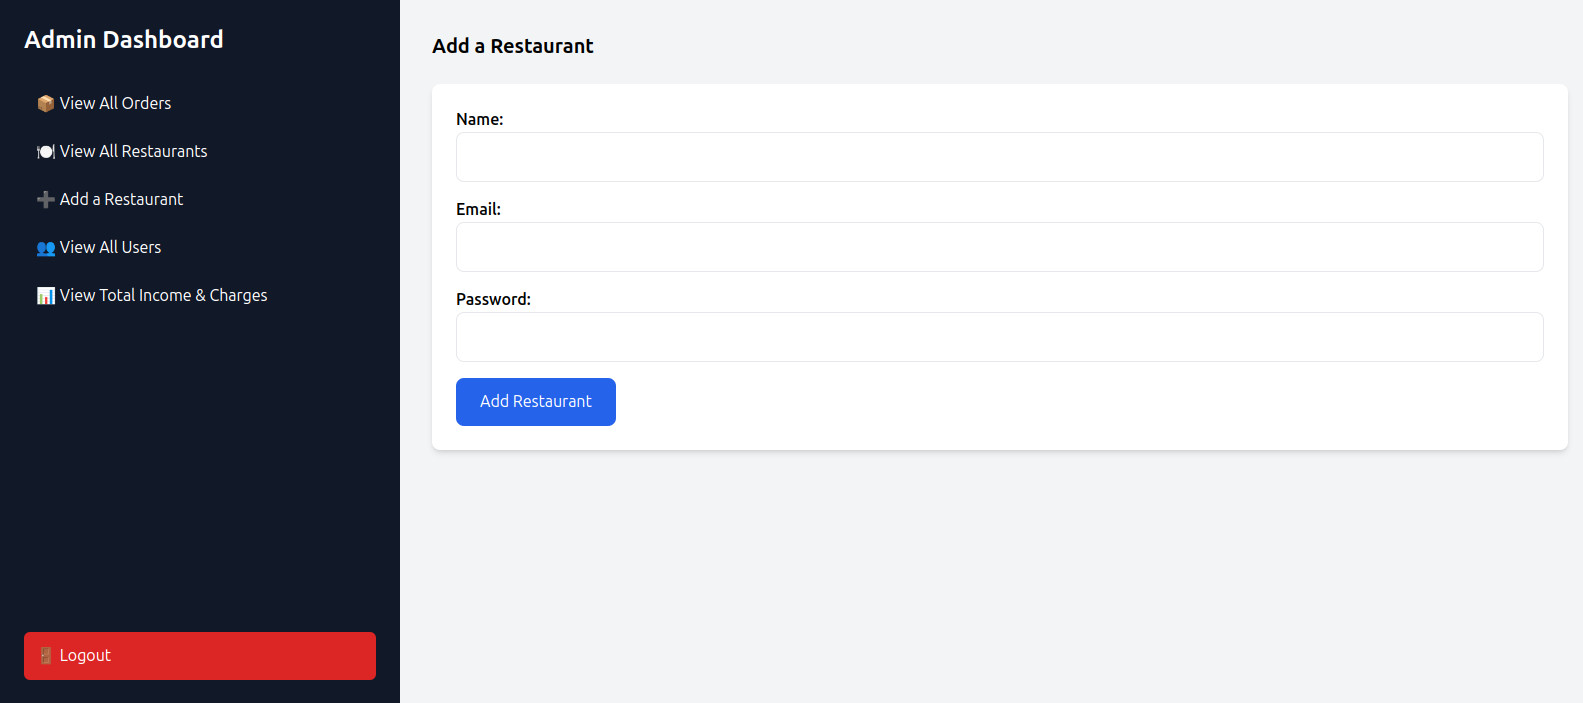 Admin Dashboard
📦 View All Orders
🍽️ View All Restaurants
➕ Add a Restaurant
👥 View All Users
📊 View Total Income & Charges
🚪 Logout
Add a Restaurant
Name:
Email:
Password:
Add Restaurant